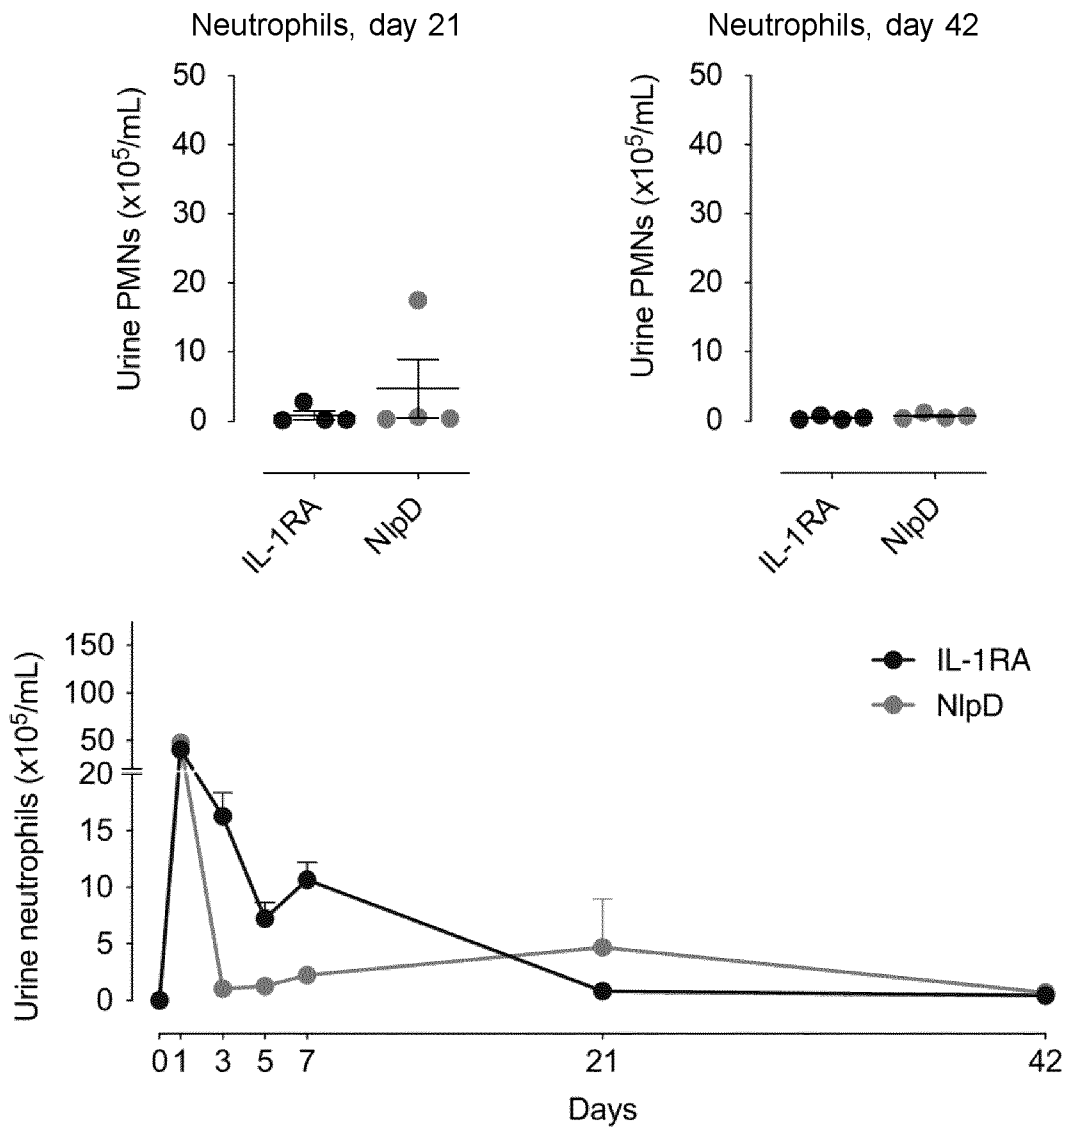 Neutrophils, day 21
Urine PMNs (x10⁵/mL)
50
40
30
20
10
0
IL-1RA
NlpD
Neutrophils, day 42
Urine PMNs (x10⁵/mL)
50
40
30
20
10
0
IL-1RA
NlpD
Urine neutrophils (x10⁵/mL)
150
100
50
20
15
10
5
0
IL-1RA
NlpD
0 1 3 5 7 21 42
Days